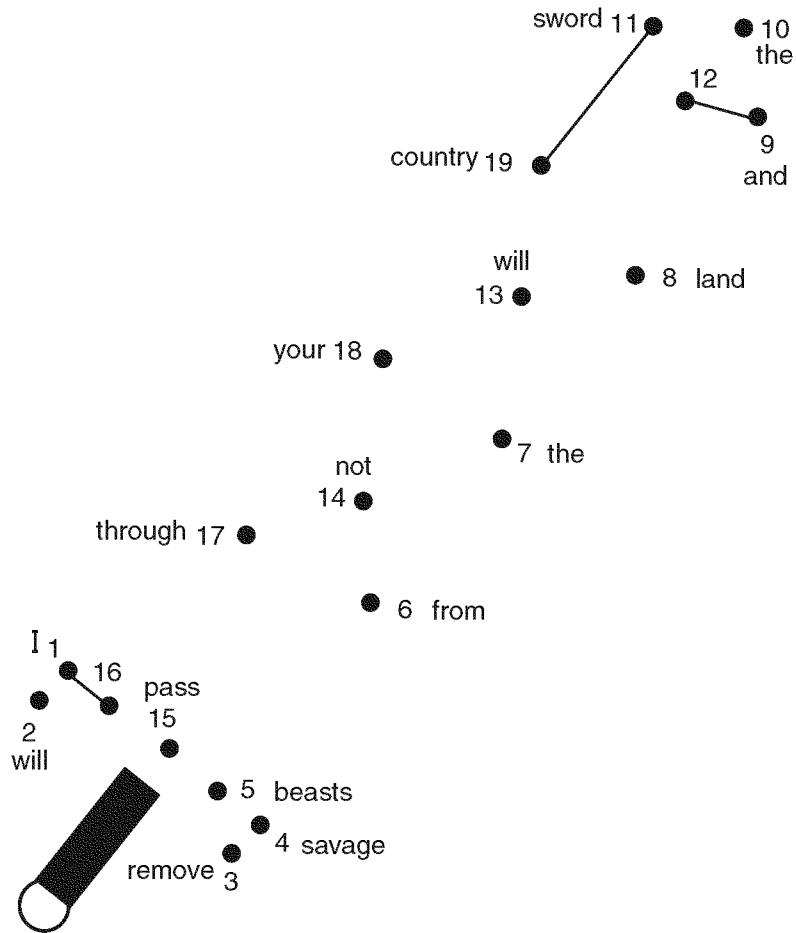 sword 11
10
the
12
9
and
country 19
will
13
8 land
your 18
7 the
not
14
through 17
6 from
I 1
16
pass
15
2
will
5 beasts
4 savage
remove
3